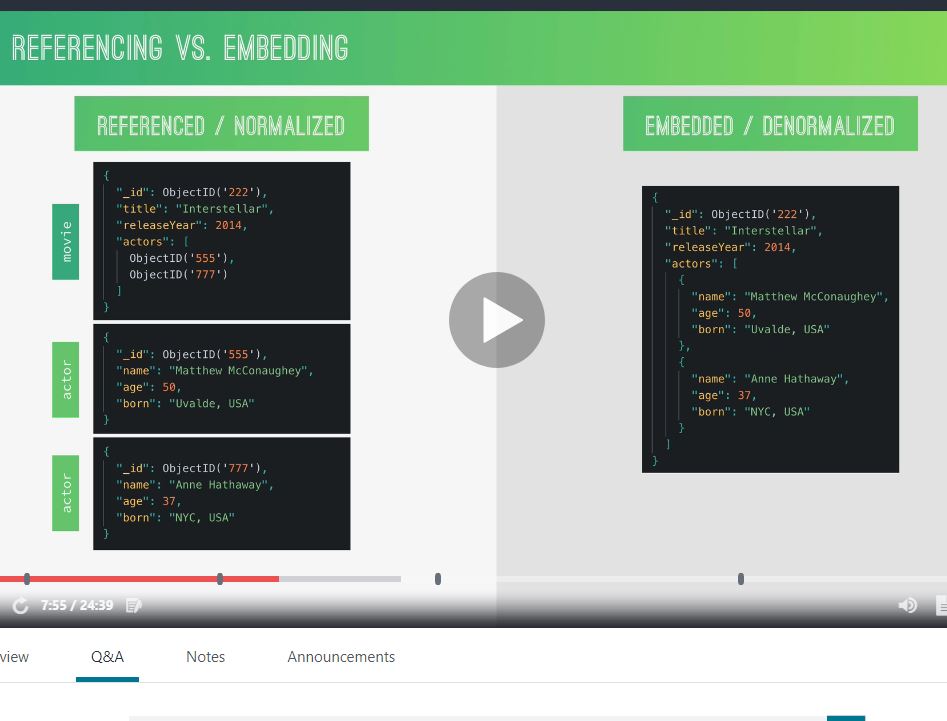 REFERENCING VS. EMBEDDING
REFERENCED / NORMALIZED
movie
{
"_id": ObjectID('222'),
"title": "Interstellar",
"releaseYear": 2014,
"actors": [
ObjectID('555'),
ObjectID('777')
]
}
actor
{
"_id": ObjectID('555'),
"name": "Matthew McConaughey",
"age": 50,
"born": "Uvalde, USA"
}
actor
{
"_id": ObjectID('777'),
"name": "Anne Hathaway",
"age": 37,
"born": "NYC, USA"
}
EMBEDDED / DENORMALIZED
{
"_id": ObjectID('222'),
"title": "Interstellar",
"releaseYear": 2014,
"actors": [
{
"name": "Matthew McConaughey",
"age": 50,
"born": "Uvalde, USA"
},
{
"name": "Anne Hathaway",
"age": 37,
"born": "NYC, USA"
}
]
}
7:55 / 24:39
view Q&A Notes Announcements